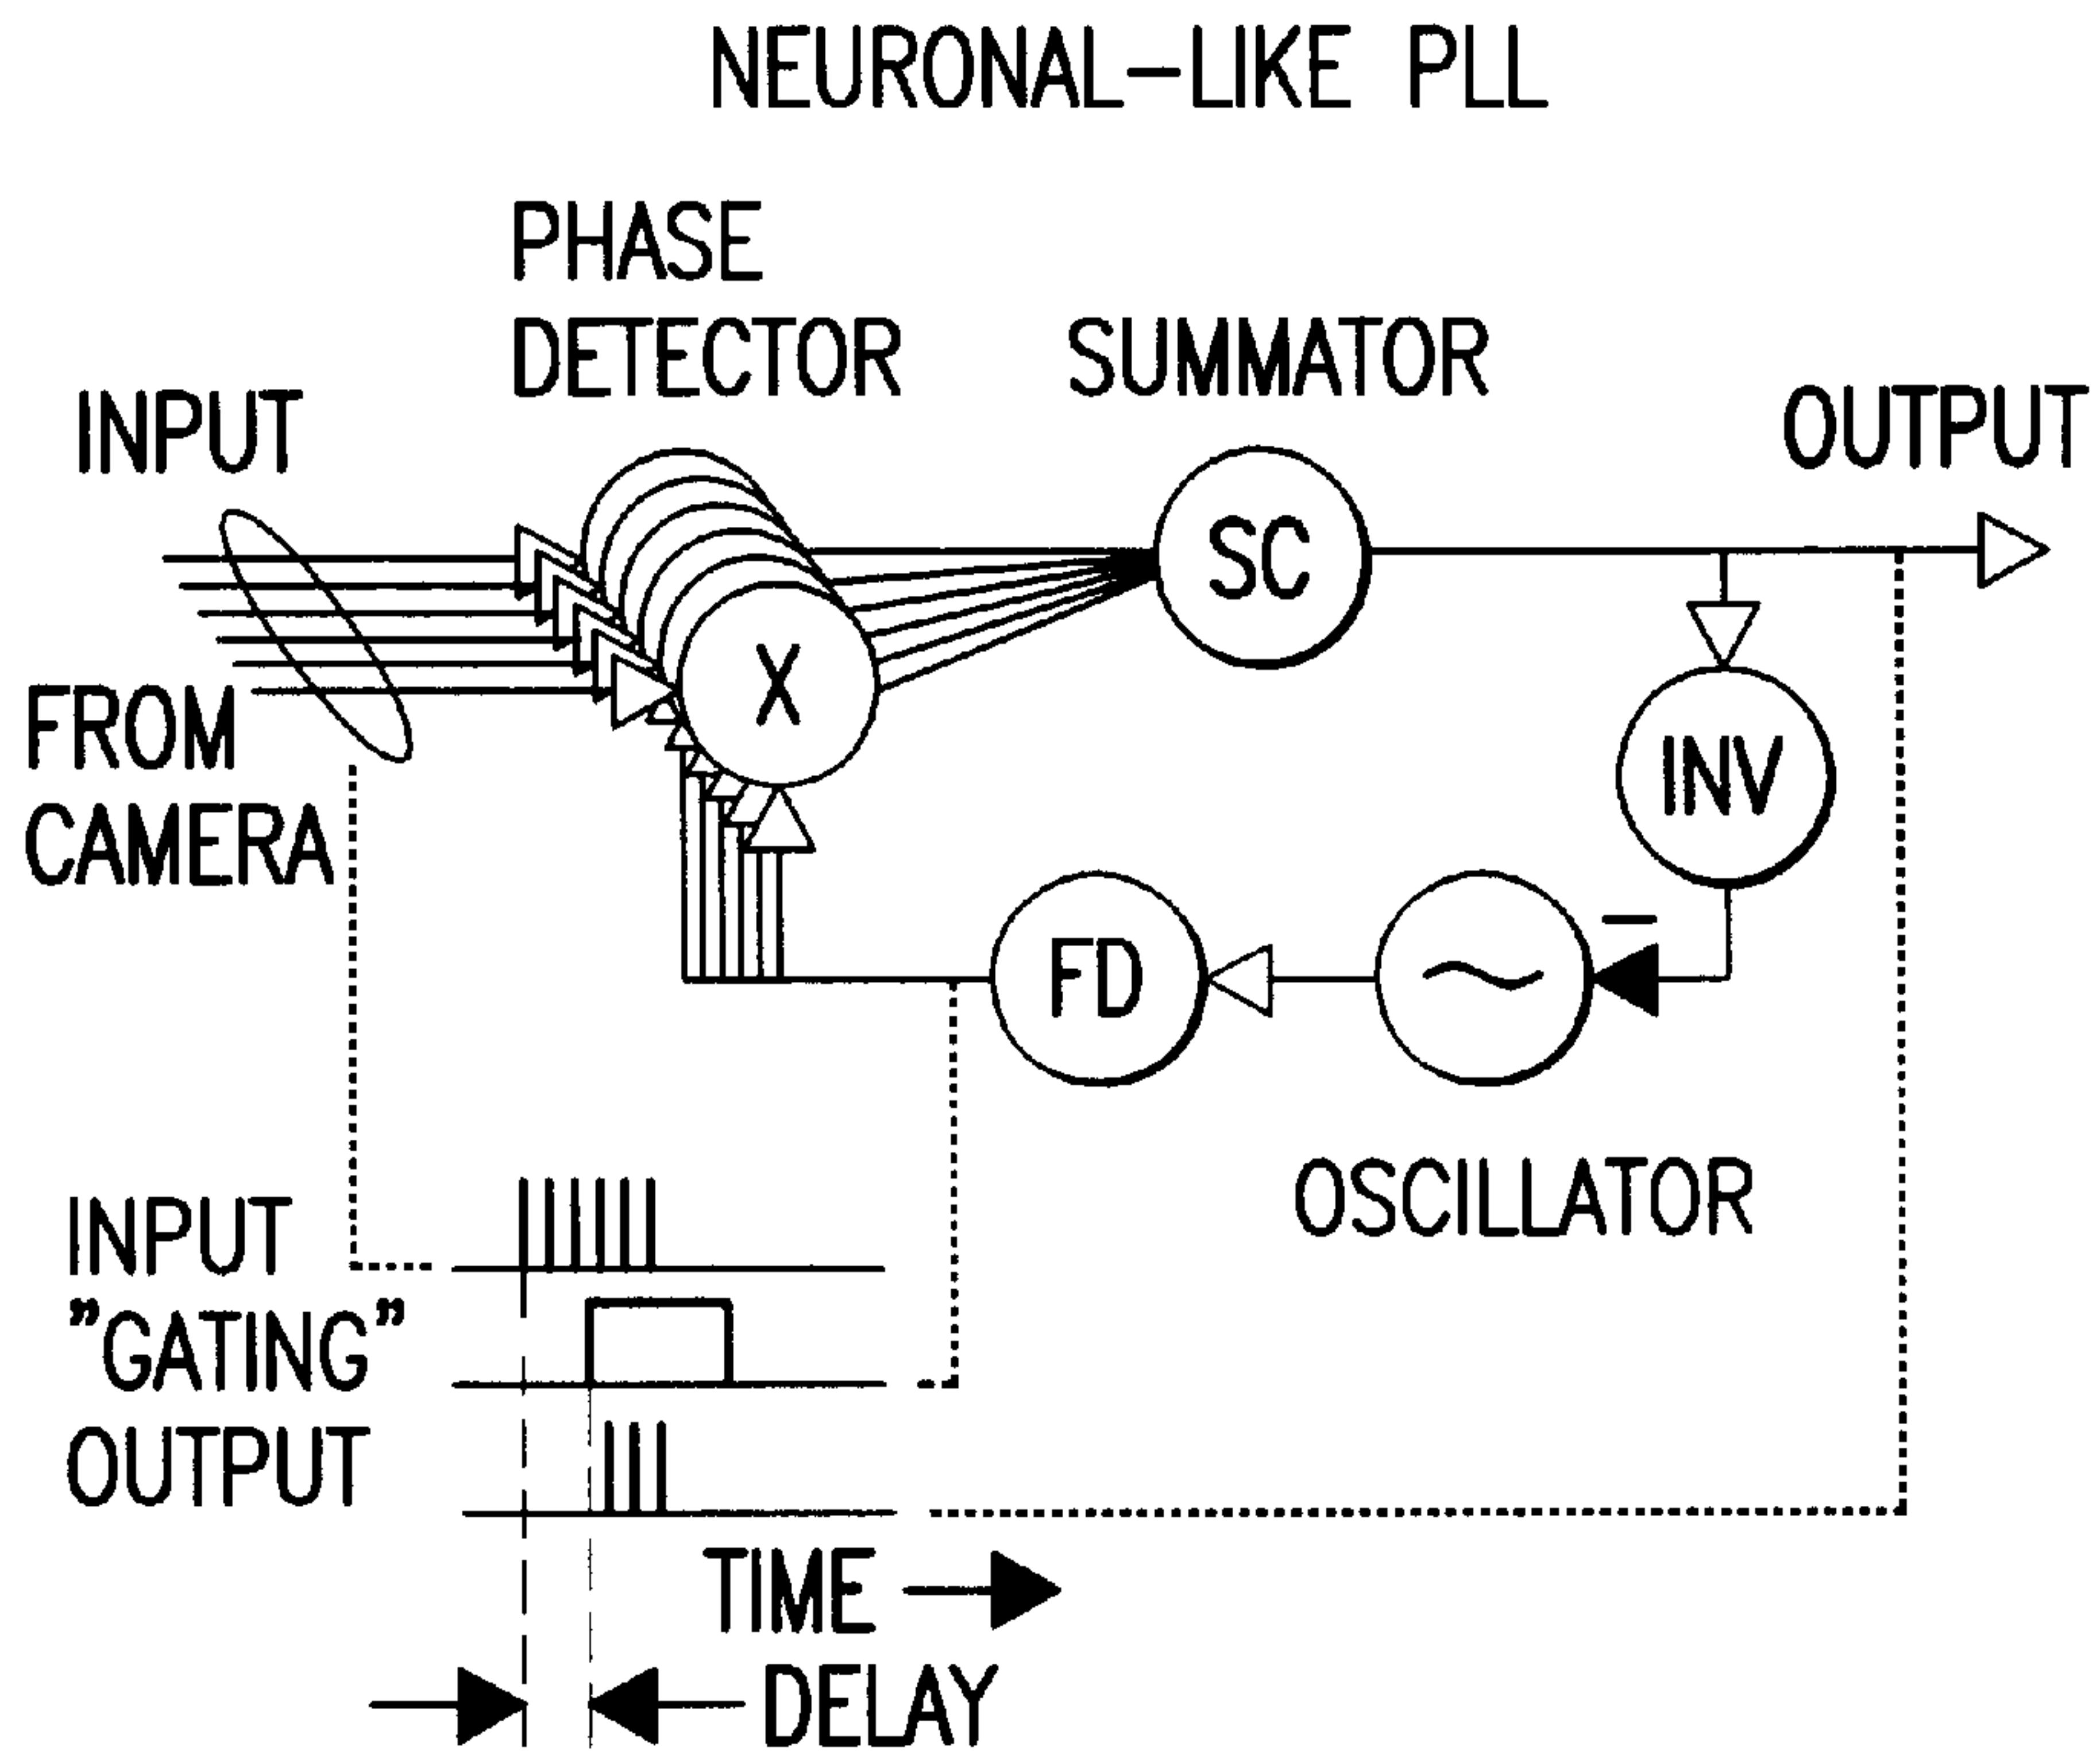 NEURONAL-LIKE PLL
PHASE
DETECTOR
SUMMATOR
INPUT
OUTPUT
SC
X
FROM
CAMERA
INV
–
FD
~
OSCILLATOR
INPUT
"GATING"
OUTPUT
TIME
DELAY